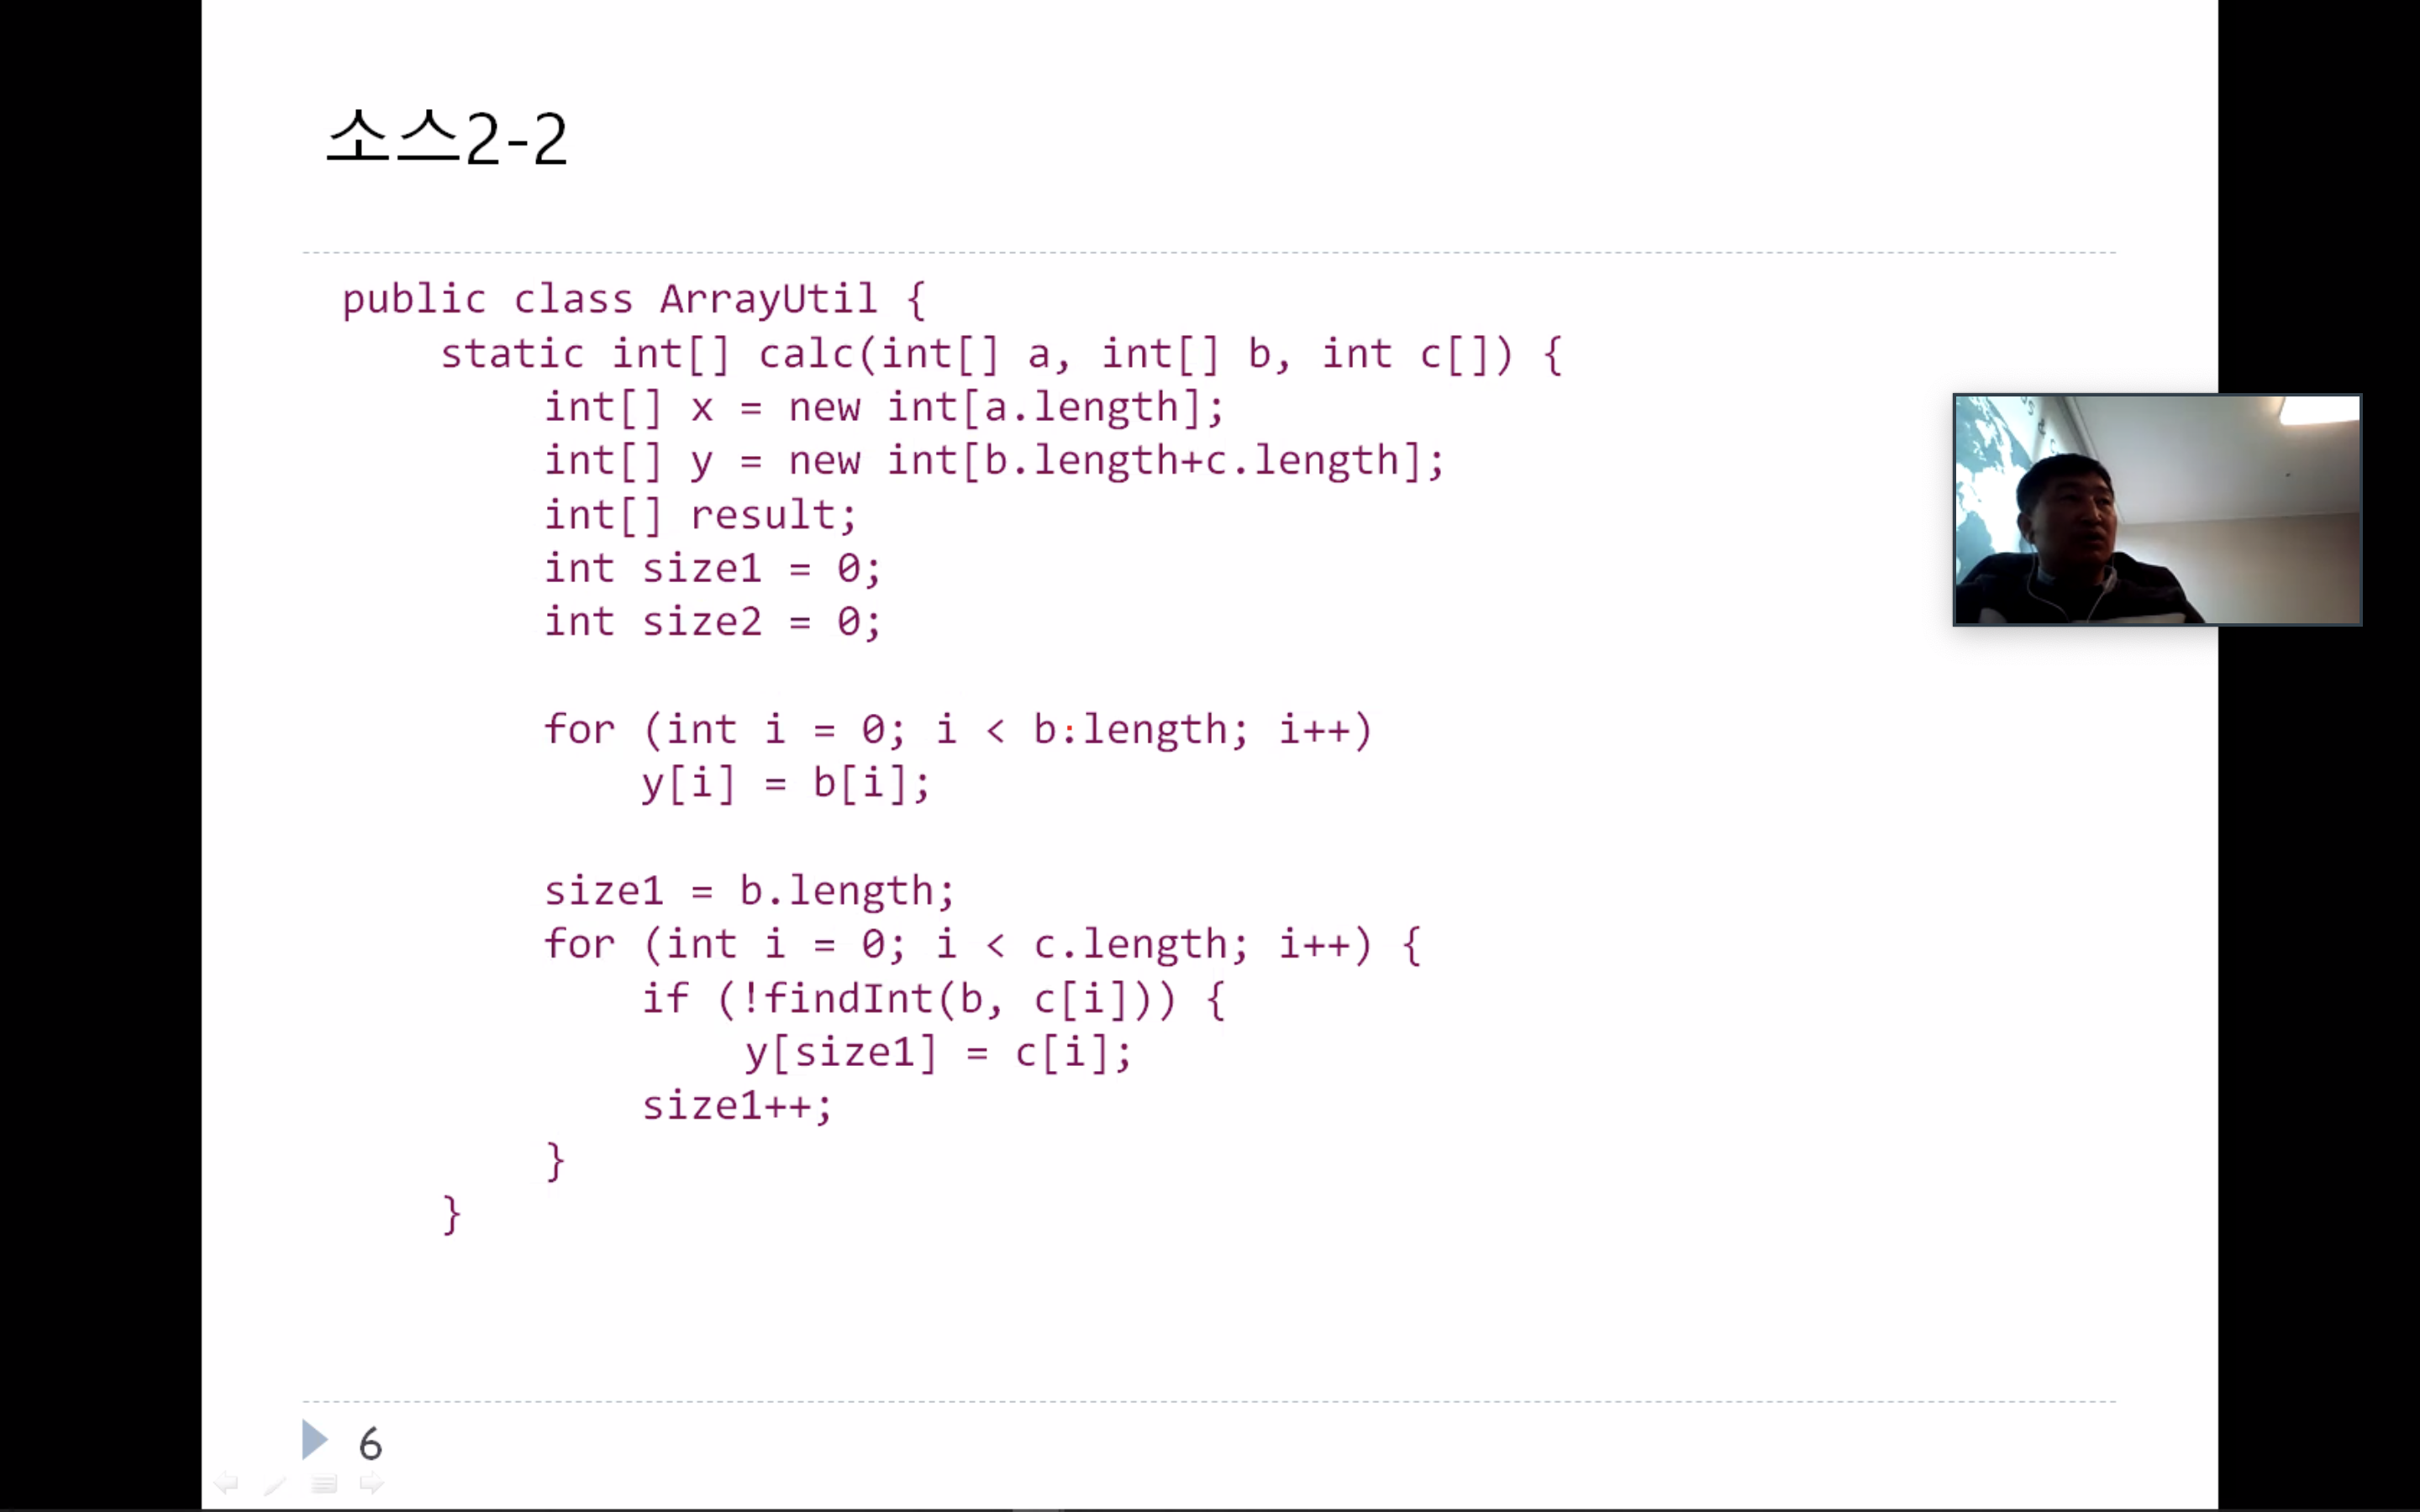 소스2-2
public class ArrayUtil {
static int[] calc(int[] a, int[] b, int c[]) {
int[] x = new int[a.length];
int[] y = new int[b.length+c.length];
int[] result;
int size1 = 0;
int size2 = 0;
for (int i = 0; i < b.length; i++)
y[i] = b[i];
size1 = b.length;
for (int i = 0; i < c.length; i++) {
if (!findInt(b, c[i])) {
y[size1] = c[i];
size1++;
}
}
6